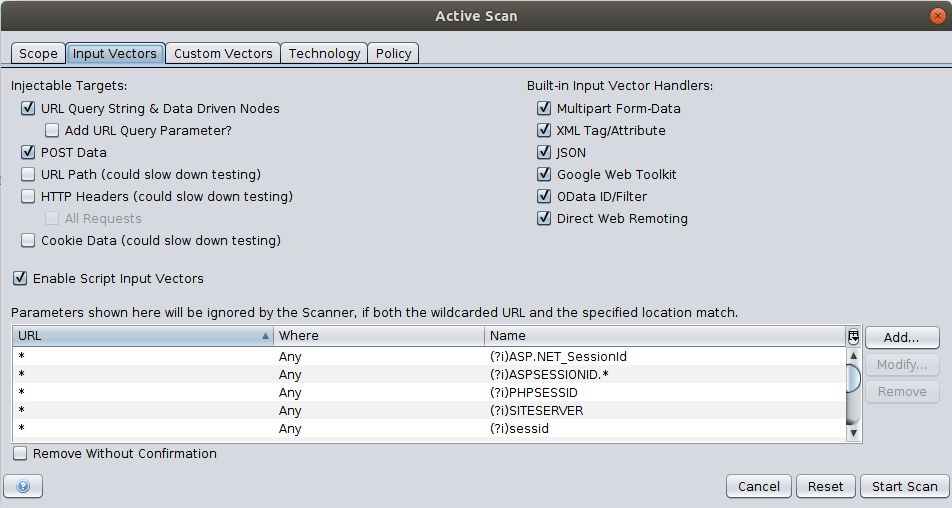 Active Scan
Scope Input Vectors Custom Vectors Technology Policy
Injectable Targets:
URL Query String & Data Driven Nodes
Add URL Query Parameter?
POST Data
URL Path (could slow down testing)
HTTP Headers (could slow down testing)
All Requests
Cookie Data (could slow down testing)
Built-in Input Vector Handlers:
Multipart Form-Data
XML Tag/Attribute
JSON
Google Web Toolkit
OData ID/Filter
Direct Web Remoting
Enable Script Input Vectors
Parameters shown here will be ignored by the Scanner, if both the wildcarded URL and the specified location match.
URL Where Name
* Any (?i)ASP.NET_SessionId
* Any (?i)ASPSESSIONID.*
* Any (?i)PHPSESSID
* Any (?i)SITESERVER
* Any (?i)sessid
Add...
Modify...
Remove
Remove Without Confirmation
Cancel Reset Start Scan